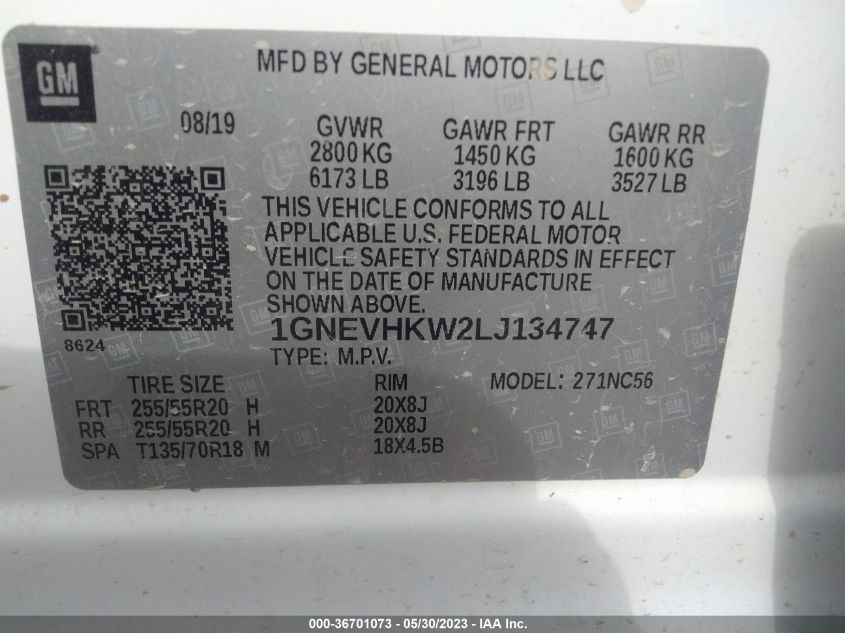 GM
MFD BY GENERAL MOTORS LLC
08/19 GVWR GAWR FRT GAWR RR
2800 KG 1450 KG 1600 KG
6173 LB 3196 LB 3527 LB
THIS VEHICLE CONFORMS TO ALL
APPLICABLE U.S. FEDERAL MOTOR
VEHICLE SAFETY STANDARDS IN EFFECT
ON THE DATE OF MANUFACTURE
SHOWN ABOVE.
1GNEVHKW2LJ134747
8624
TYPE: M.P.V.
TIRE SIZE RIM MODEL: 271NC56
FRT 255/55R20 H 20X8J
RR 255/55R20 H 20X8J
SPA T135/70R18 M 18X4.5B
000-36701073 - 05/30/2023 - © IAA Inc.